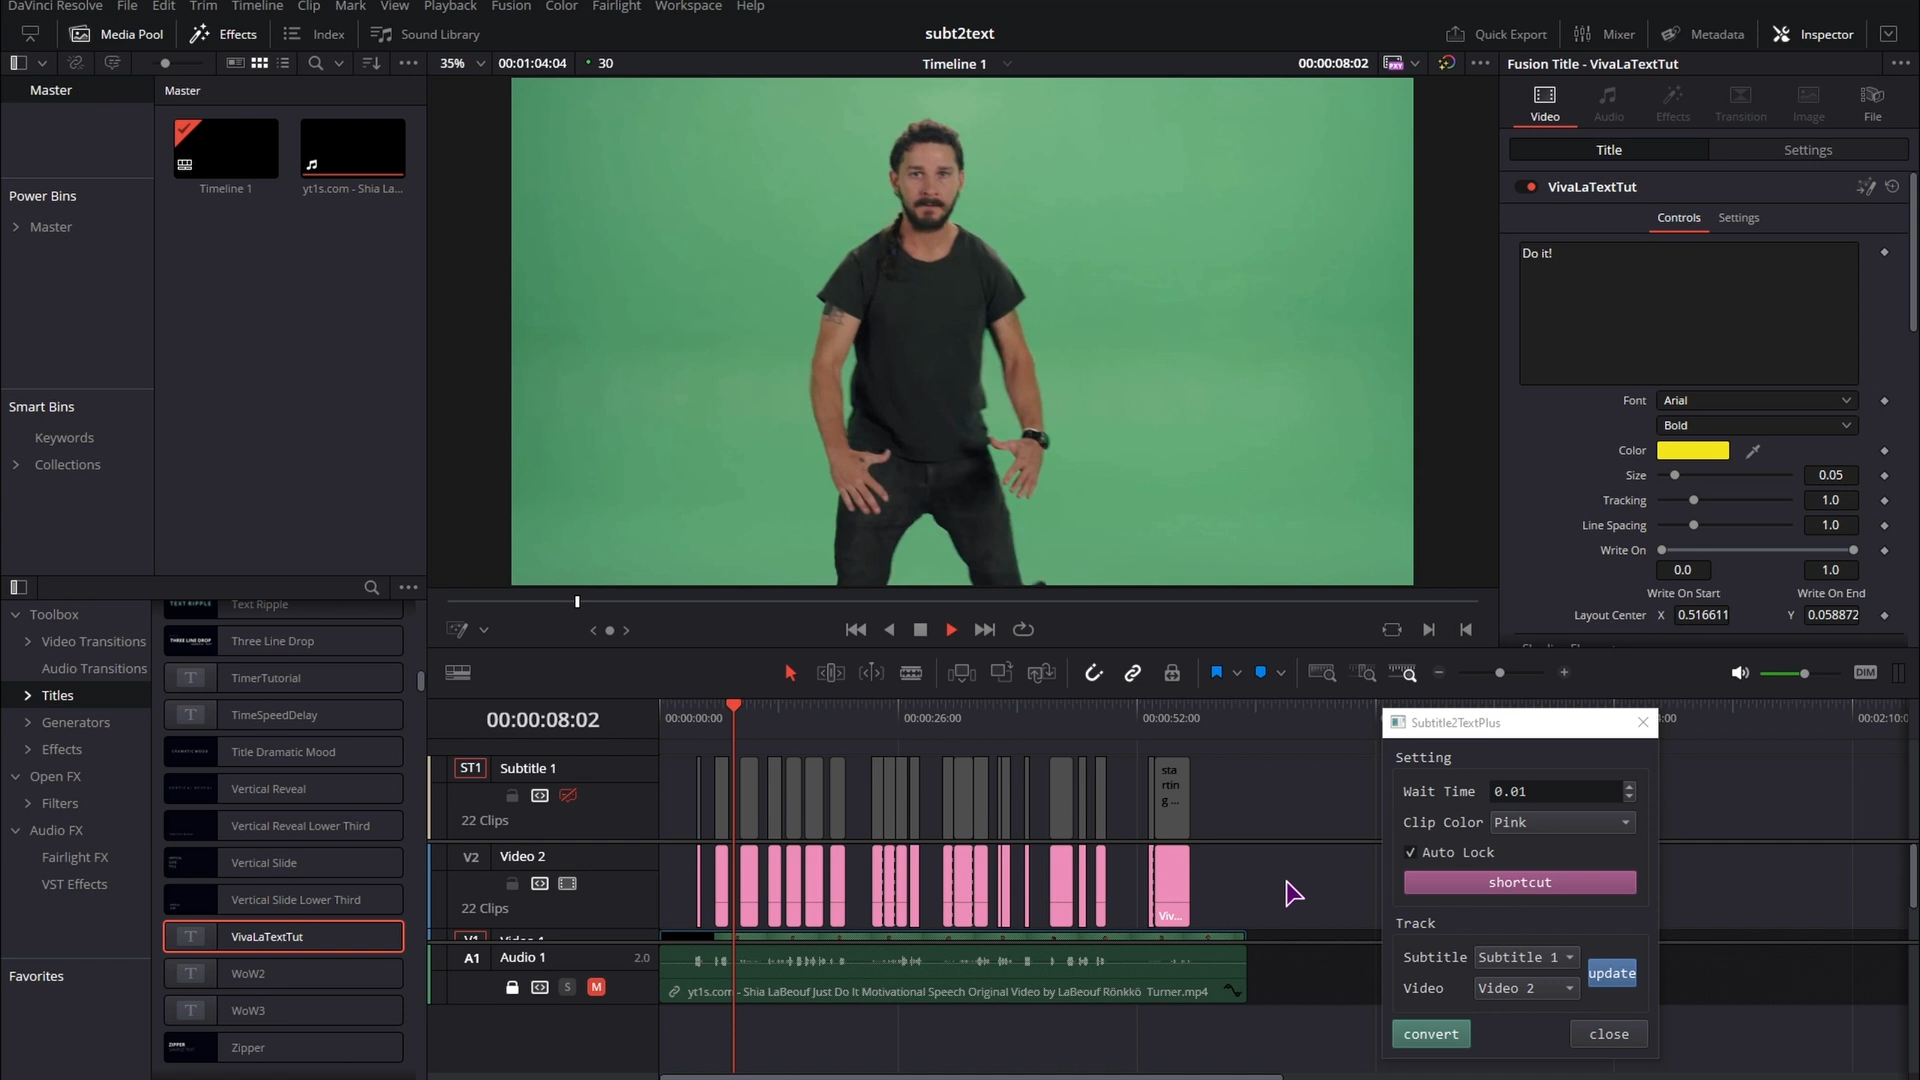 DaVinci Resolve File Edit Trim Timeline Clip Mark View Playback Fusion Color Fairlight Workspace Help
Media Pool Effects Index Sound Library
subt2text
Quick Export Mixer Metadata Inspector
35% 00:01:04:04 30
Timeline 1
00:00:08:02
Fusion Title - VivaLaTextTut
Master
Master
Timeline 1
yt1s.com - Shia La...
Power Bins
Master
Smart Bins
Keywords
Collections
Video Audio Effects Transition Image File
Title Settings
VivaLaTextTut
Controls Settings
Do it!
Font Arial
Bold
Color
Size 0.05
Tracking 1.0
Line Spacing 1.0
Write On
0.0 1.0
Write On Start Write On End
Layout Center X 0.516611 Y 0.058872
Toolbox
Video Transitions
Audio Transitions
Titles
Generators
Effects
Open FX
Filters
Audio FX
Fairlight FX
VST Effects
Favorites
TEXT RIPPLE Text Ripple
THREE LINE DROP Three Line Drop
T TimerTutorial
T TimeSpeedDelay
Title Dramatic Mood
Vertical Reveal
Vertical Reveal Lower Third
Vertical Slide
Vertical Slide Lower Third
T VivaLaTextTut
T WoW2
T WoW3
ZIPPER Zipper
DIM
00:00:08:02
00:00:00:00 00:00:26:00 00:00:52:00 00:02:10:0
ST1 Subtitle 1
22 Clips
sta
rtin
g ...
V2 Video 2
22 Clips
Viv...
A1 Audio 1 2.0
S M
yt1s.com - Shia LaBeouf Just Do It Motivational Speech Original Video by LaBeouf Rönkkö Turner.mp4
Subtitle2TextPlus
Setting
Wait Time 0.01
Clip Color Pink
Auto Lock
shortcut
Track
Subtitle Subtitle 1
update
Video Video 2
convert close